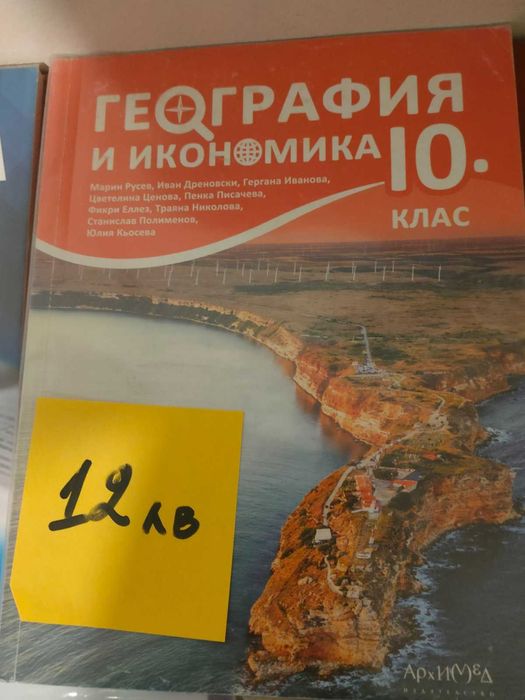 ГЕОГРАФИЯ
И ИКОНОМИКА 10.
КЛАС
Марин Русев, Иван Дреновски, Гергана Иванова,
Цветелина Ценова, Пенка Писачева,
Фикри Еллез, Траяна Николова,
Станислав Полименов,
Юлия Кьосева
12 лв
АрхИМеД
ИЗДАТЕЛСТВО